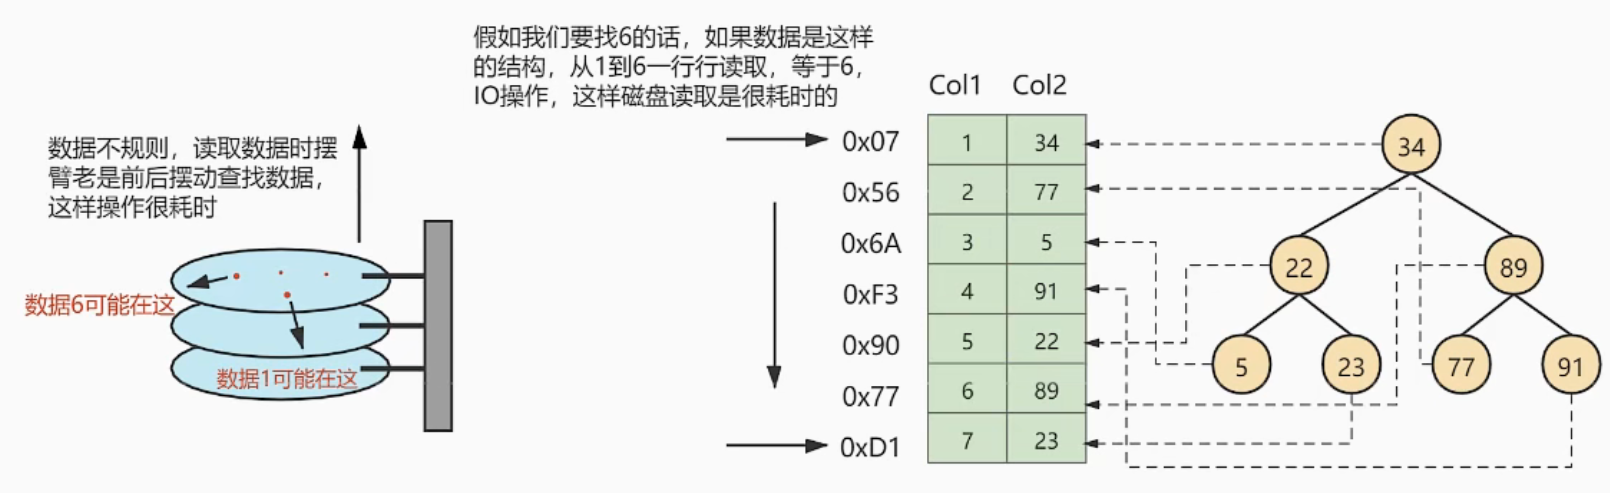 假如我们要找6的话，如果数据是这样
的结构，从1到6一行行读取，等于6，
IO操作，这样磁盘读取是很耗时的
数据不规则，读取数据时摆
臂老是前后摆动查找数据，
这样操作很耗时
数据6可能在这
数据1可能在这
Col1 Col2
0x07 1 34
0x56 2 77
0x6A 3 5
0xF3 4 91
0x90 5 22
0x77 6 89
0xD1 7 23
34
22 89
5 23 77 91